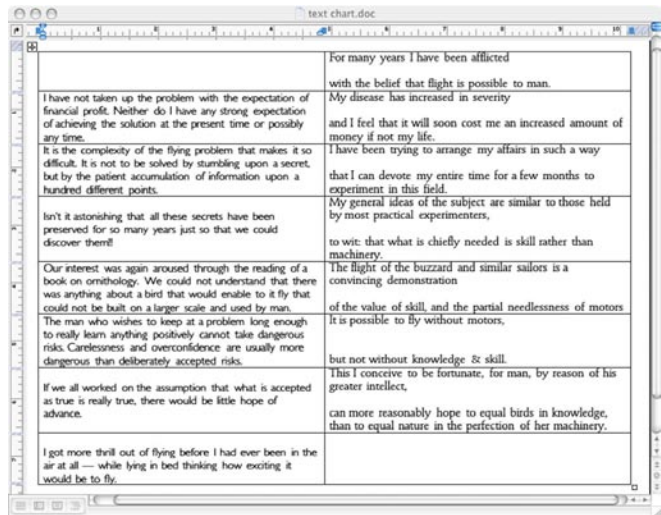 text chart.doc
For many years I have been afflicted
with the belief that flight is possible to man.
I have not taken up the problem with the expectation of
financial profit. Neither do I have any strong expectation
of achieving the solution at the present time or possibly
any time.
My disease has increased in severity
and I feel that it will soon cost me an increased amount of
money if not my life.
It is the complexity of the flying problem that makes it so
difficult. It is not to be solved by stumbling upon a secret,
but by the patient accumulation of information upon a
hundred different points.
I have been trying to arrange my affairs in such a way
that I can devote my entire time for a few months to
experiment in this field.
Isn't it astonishing that all these secrets have been
preserved for so many years just so that we could
discover them!!
My general ideas of the subject are similar to those held
by most practical experimenters,
to wit: that what is chiefly needed is skill rather than
machinery.
Our interest was again aroused through the reading of a
book on ornithology. We could not understand that there
was anything about a bird that would enable to it fly that
could not be built on a larger scale and used by man.
The flight of the buzzard and similar sailors is a
convincing demonstration
of the value of skill, and the partial needlessness of motors
The man who wishes to keep at a problem long enough
to really learn anything positively cannot take dangerous
risks. Carelessness and overconfidence are usually more
dangerous than deliberately accepted risks.
It is possible to fly without motors,
but not without knowledge & skill.
If we all worked on the assumption that what is accepted
as true is really true, there would be little hope of
advance.
This I conceive to be fortunate, for man, by reason of his
greater intellect,
can more reasonably hope to equal birds in knowledge,
than to equal nature in the perfection of her machinery.
I got more thrill out of flying before I had ever been in the
air at all — while lying in bed thinking how exciting it
would be to fly.